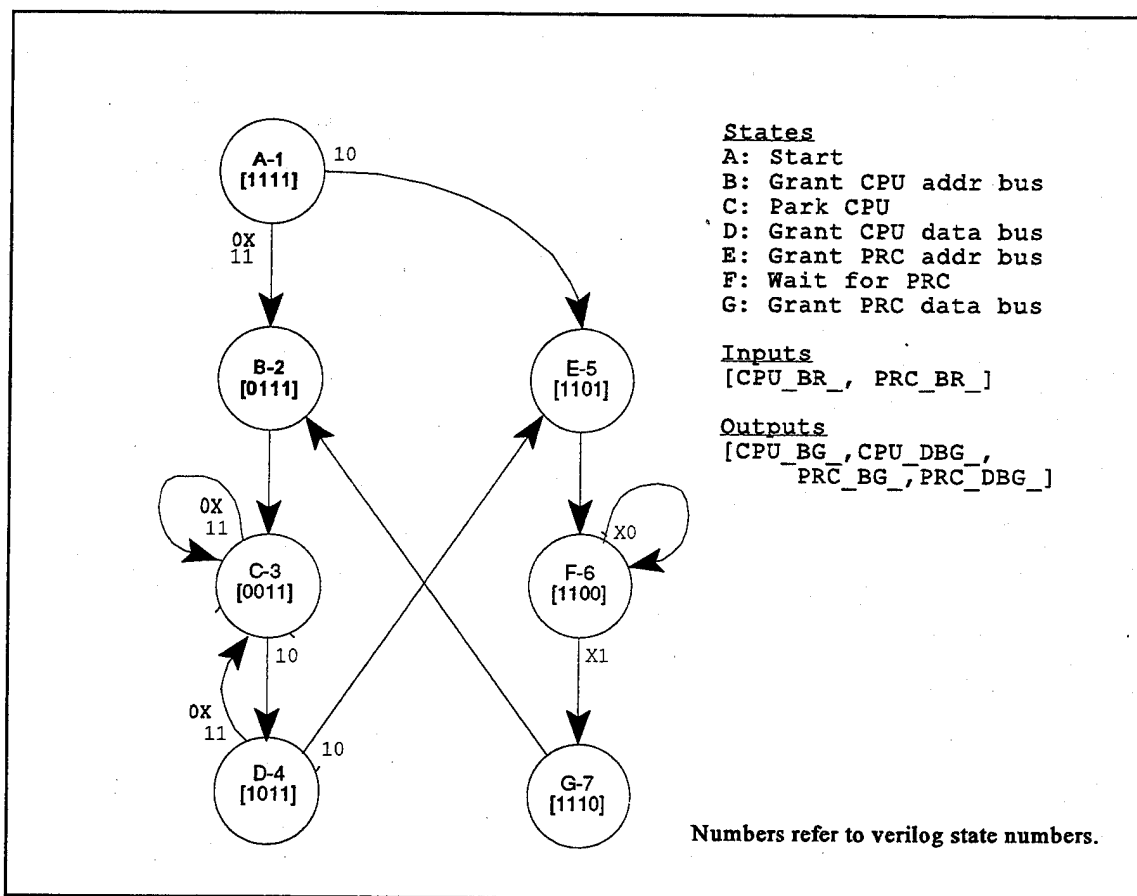 A-1
[1111]
10
0X
11
B-2
[0111]
E-5
[1101]
0X
11
C-3
[0011]
X0
F-6
[1100]
10
X1
0X
11
D-4
[1011]
10
G-7
[1110]
States
A: Start
B: Grant CPU addr bus
C: Park CPU
D: Grant CPU data bus
E: Grant PRC addr bus
F: Wait for PRC
G: Grant PRC data bus
Inputs
[CPU_BR_, PRC_BR_]
Outputs
[CPU_BG_,CPU_DBG_,
PRC_BG_,PRC_DBG_]
Numbers refer to verilog state numbers.